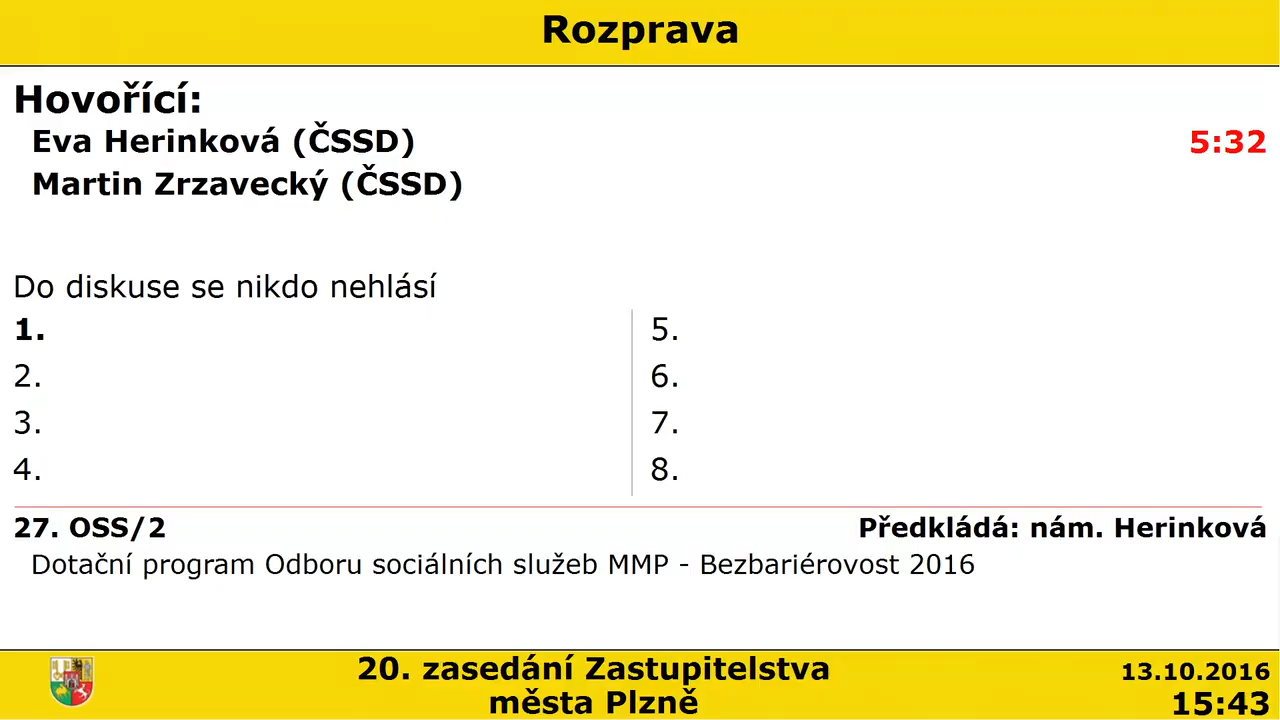 Rozprava
Hovořící:
Eva Herinková (ČSSD) 5:32
Martin Zrzavecký (ČSSD)
Do diskuse se nikdo nehlásí
1.
2.
3.
4.
5.
6.
7.
8.
27. OSS/2 Předkládá: nám. Herinková
Dotační program Odboru sociálních služeb MMP - Bezbariérovost 2016
20. zasedání Zastupitelstva
města Plzně
13.10.2016
15:43